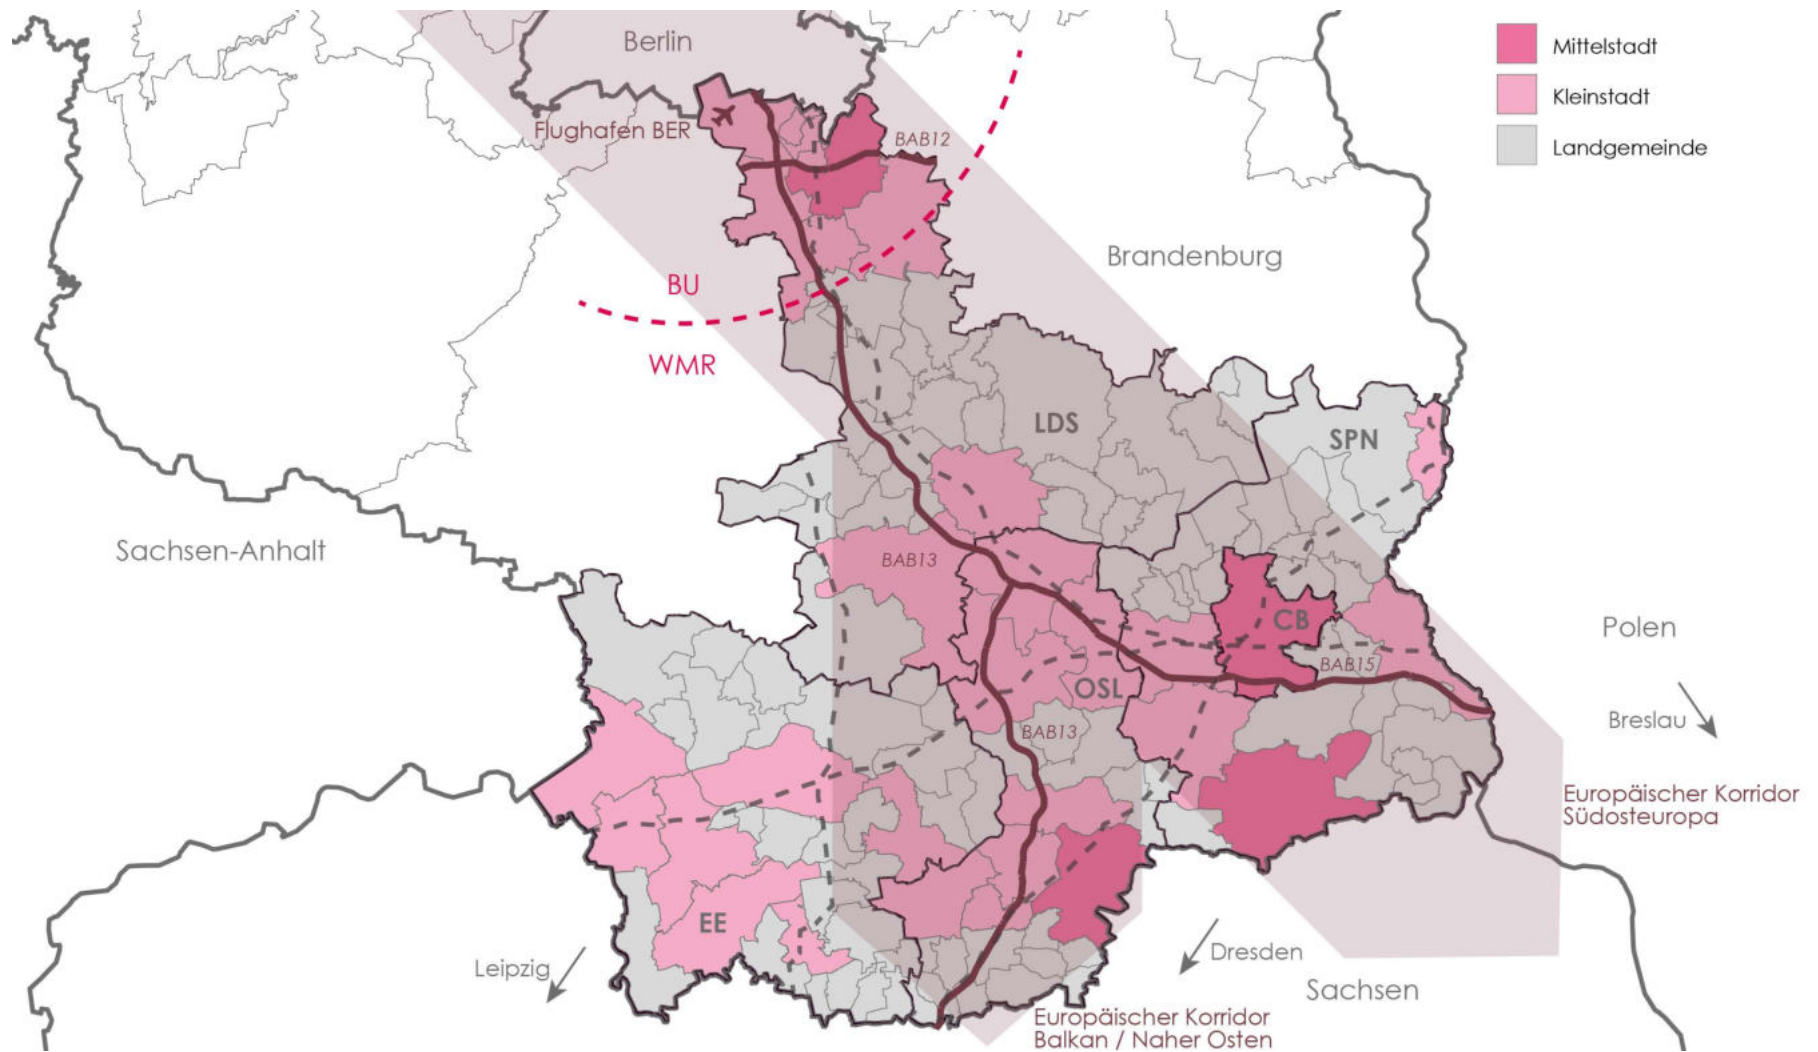 Berlin
Mittelstadt
Kleinstadt
Landgemeinde
Flughafen BER
BAB12
Brandenburg
BU
WMR
LDS
SPN
Sachsen-Anhalt
BAB13
CB
Polen
BAB15
OSL
Breslau
BAB13
Europäischer Korridor
Südosteuropa
EE
Leipzig
Dresden
Sachsen
Europäischer Korridor
Balkan / Naher Osten